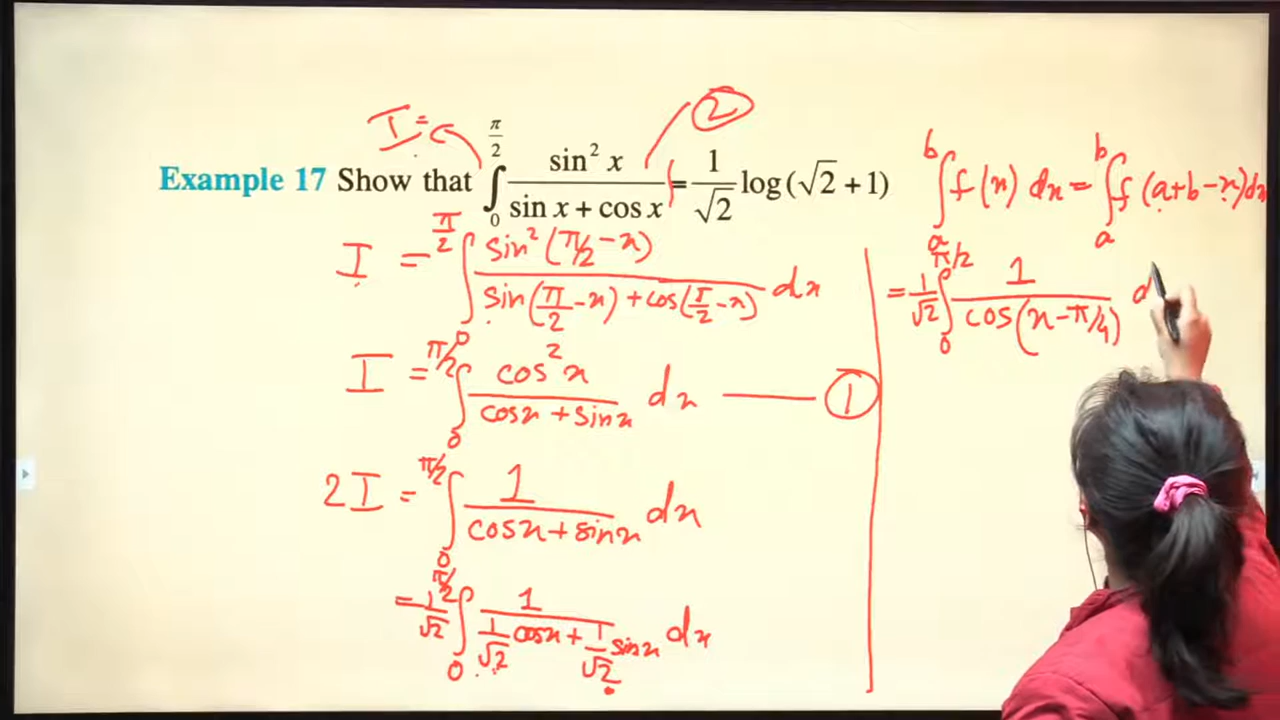 I =
2
Example 17 Show that ∫₀^{π/2} sin² x / (sin x + cos x) = 1/√2 log(√2 + 1)
I = ∫₀^{π/2} sin²(π/2 − x) / (sin(π/2 − x) + cos(π/2 − x)) dx
I = ∫₀^{π/2} cos² x / (cos x + sin x) dx —— 1
2I = ∫₀^{π/2} 1 / (cos x + sin x) dx
= 1/√2 ∫₀^{π/2} 1 / (1/√2 cos x + 1/√2 sin x) dx
∫ₐᵇ f(x) dx = ∫ₐᵇ f(a+b−x) dx
= 1/√2 ∫₀^{π/2} 1 / cos(x − π/4) d